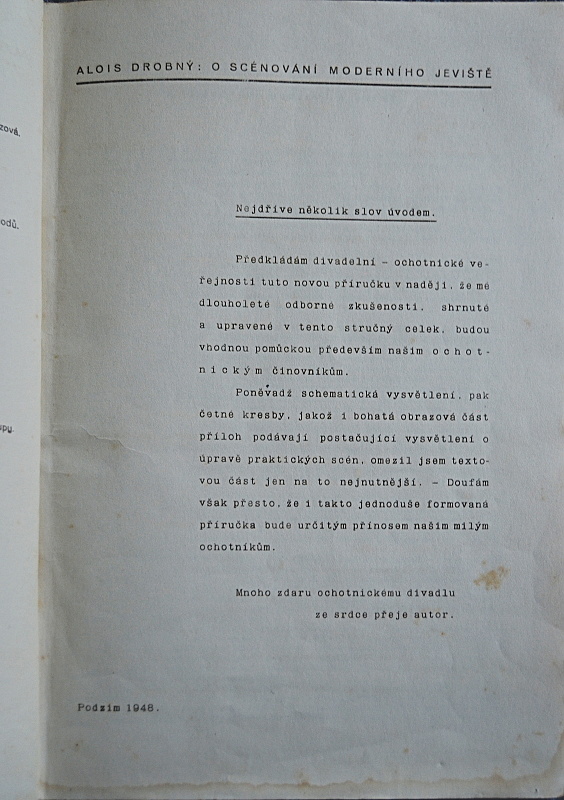 zová.
odů.
ALOIS DROBNÝ: O SCÉNOVÁNÍ MODERNÍHO JEVIŠTĚ
Nejdříve několik slov úvodem.
Předkládám divadelní - ochotnické ve-
řejnosti tuto novou příručku v naději, že mé
dlouholeté odborné zkušenosti, shrnuté
a upravené v tento stručný celek, budou
vhodnou pomůckou především našim o c h o t -
n i c k ý m činovníkům.
Poněvadž schematická vysvětlení, pak
četné kresby, jakož i bohatá obrazová část
příloh podávají postačující vysvětlení o
úpravě praktických scén, omezil jsem texto-
vou část jen na to nejnutnější. - Doufám
však přesto, že i takto jednoduše formovaná
příručka bude určitým přínosem našim milým
ochotníkům.
Mnoho zdaru ochotnickému divadlu
ze srdce přeje autor.
Podzim 1948.